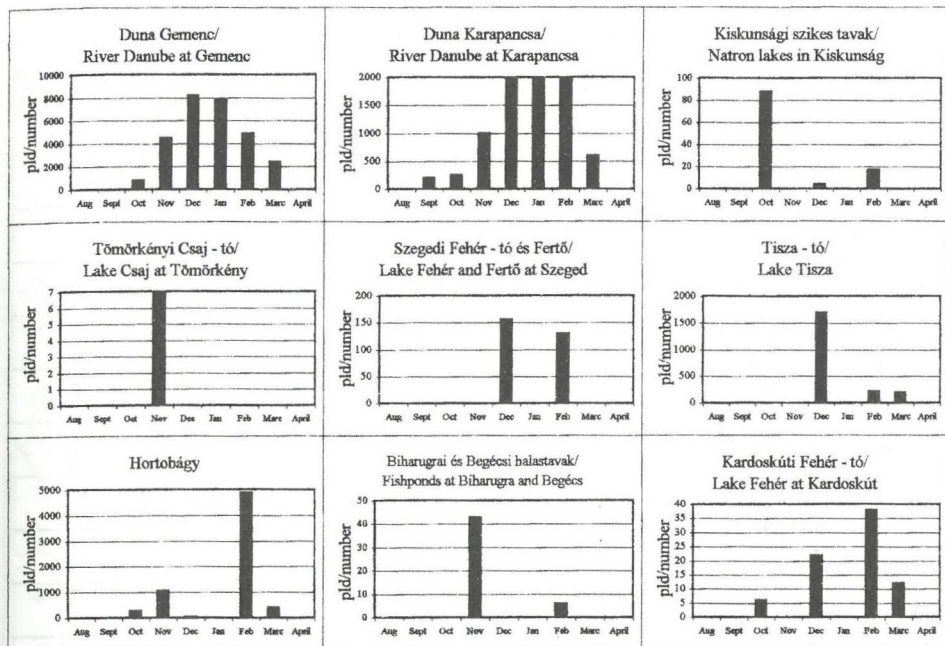 Duna Gemenc/
River Danube at Gemenc
pld/number
10000
8000
6000
4000
2000
0
Aug Sept Oct Nov Dec Jan Feb Marc April
Duna Karapancsa/
River Danube at Karapancsa
pld/number
2000
1500
1000
500
0
Aug Sept Oct Nov Dec Jan Feb Marc April
Kiskunsági szikes tavak/
Natron lakes in Kiskunság
pld/number
100
80
60
40
20
0
Aug Sept Oct Nov Dec Jan Feb Marc April
Tömörkényi Csaj - tó/
Lake Csaj at Tömörkény
pld/number
7
6
5
4
3
2
1
0
Aug Sept Oct Nov Dec Jan Feb Marc April
Szegedi Fehér - tó és Fertő/
Lake Fehér and Fertő at Szeged
pld/number
200
150
100
50
0
Aug Sept Oct Nov Dec Jan Feb Marc April
Tisza - tó/
Lake Tisza
pld/number
2000
1500
1000
500
0
Aug Sept Oct Nov Dec Jan Feb Marc April
Hortobágy
pld/number
5000
4000
3000
2000
1000
0
Aug Sept Oct Nov Dec Jan Feb Marc April
Biharugrai és Begécsi halastavak/
Fishponds at Biharugra and Begécs
pld/number
50
40
30
20
10
0
Aug Sept Oct Nov Dec Jan Feb Marc April
Kardoskúti Fehér - tó/
Lake Fehér at Kardoskút
pld/number
40
35
30
25
20
15
10
5
0
Aug Sept Oct Nov Dec Jan Feb Marc April